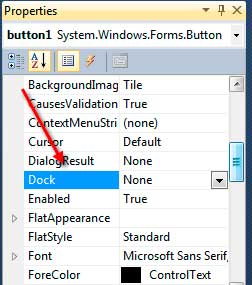 Properties
button1 System.Windows.Forms.Button
BackgroundImag Tile
CausesValidation True
ContextMenuStri (none)
Cursor Default
DialogResult None
Dock None
Enabled True
FlatAppearance
FlatStyle Standard
Font Microsoft Sans Serif,
ForeColor ControlText